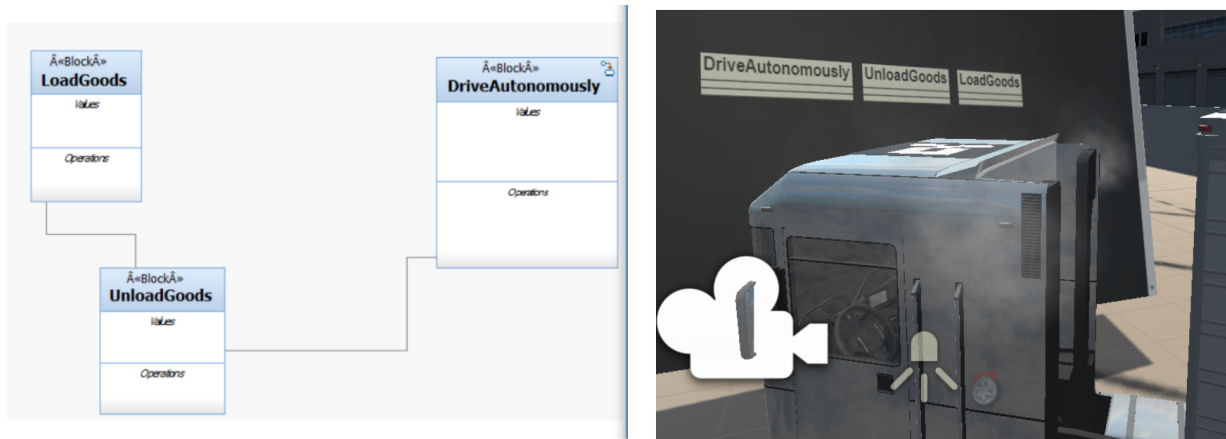 Â«BlockÂ»
LoadGoods
Values
Operations
Â«BlockÂ»
DriveAutonomously
Values
Operations
Â«BlockÂ»
UnloadGoods
Values
Operations
DriveAutonomously
UnloadGoods
LoadGoods